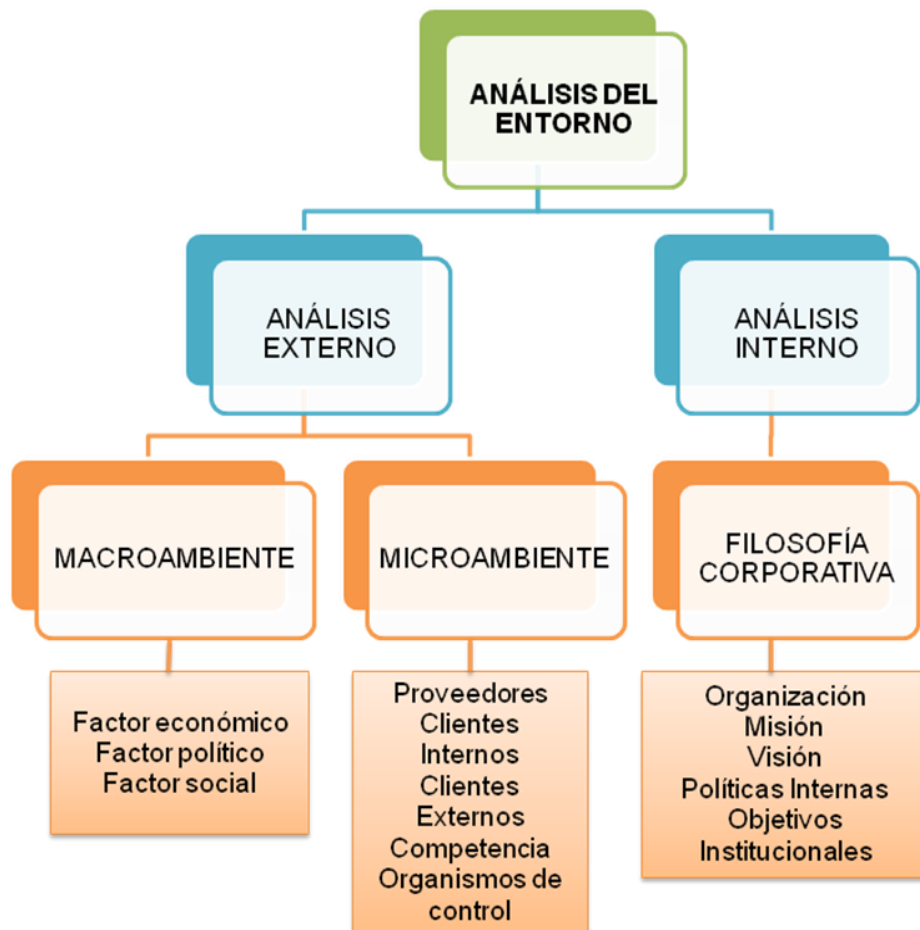 ANÁLISIS DEL
ENTORNO
ANÁLISIS
EXTERNO
ANÁLISIS
INTERNO
MACROAMBIENTE
MICROAMBIENTE
FILOSOFÍA
CORPORATIVA
Factor económico
Factor político
Factor social
Proveedores
Clientes
Internos
Clientes
Externos
Competencia
Organismos de
control
Organización
Misión
Visión
Políticas Internas
Objetivos
Institucionales